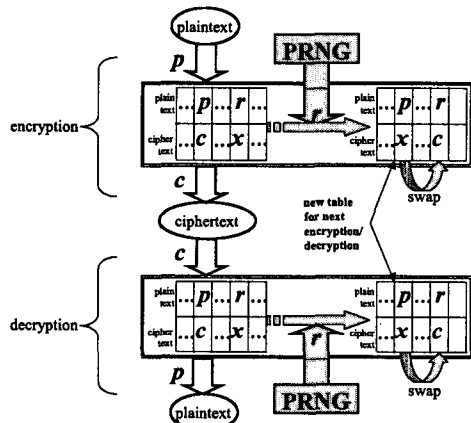 plaintext
PRNG
p
plain text ... p ... r ...
cipher text ... c ... x ...
r
plain text ... p ... r
cipher text ... x ... c
encryption
c
swap
ciphertext
new table for next encryption/ decryption
c
plain text ... p ... r ...
cipher text ... c ... x ...
r
plain text ... p ... r
cipher text ... x ... c
decryption
p
swap
PRNG
plaintext